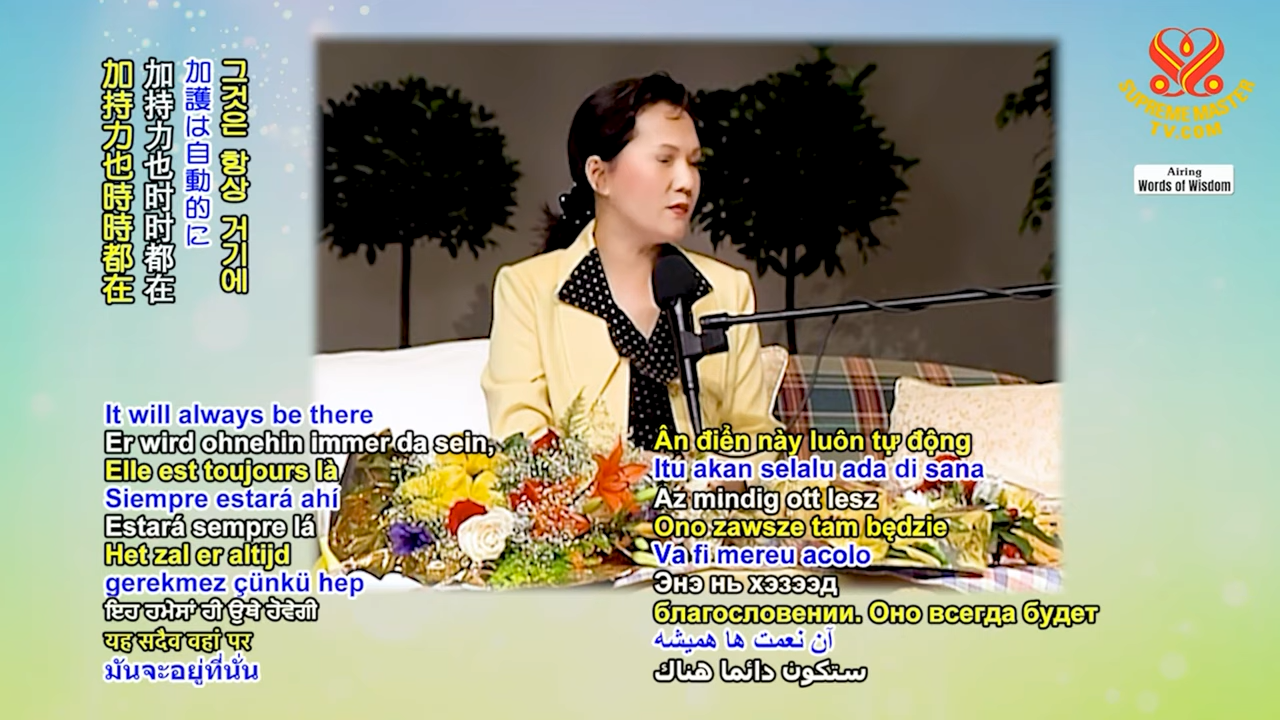 加持力也時時都在
加持力也时时都在
加護は自動的に
그것은 항상 거기에
SUPREME MASTER
TV.COM
Airing
Words of Wisdom
It will always be there
Er wird ohnehin immer da sein,
Elle est toujours là
Siempre estará ahí
Estará sempre lá
Het zal er altijd
gerekmez çünkü hep
ਇਹ ਹਮੇਸਾਂ ਹੀ ਉਥੇ ਹੋਵੇਗੀ
यह सदैव वहां पर
มันจะอยู่ที่นั่น
Ân điển này luôn tự động
Itu akan selalu ada di sana
Az mindig ott lesz
Ono zawsze tam będzie
Va fi mereu acolo
Энэ нь хэзээд
благословении. Оно всегда будет
آن نعمت ها همیشه
ستكون دائما هناك